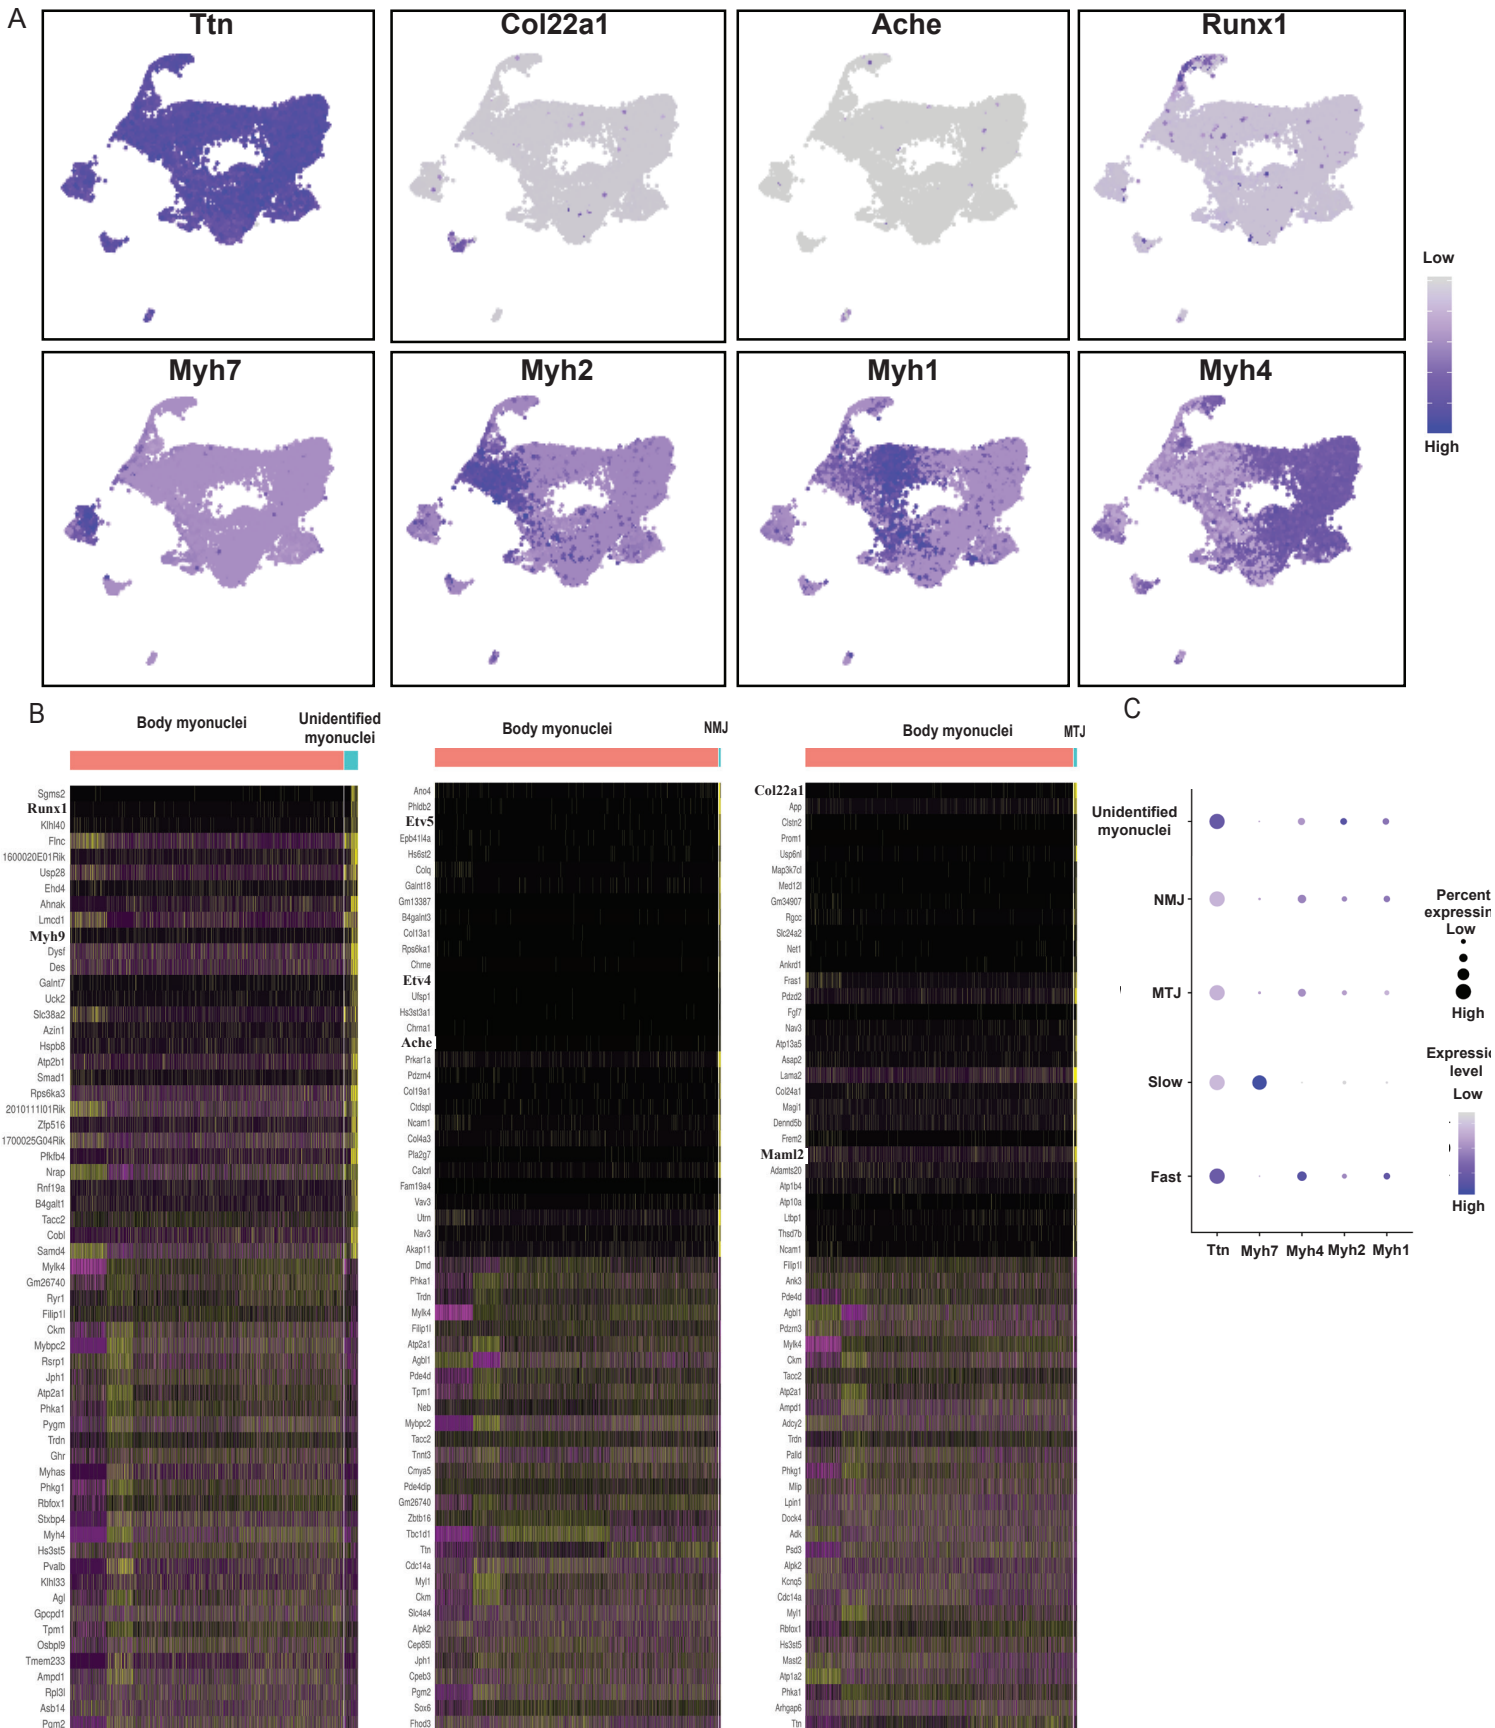 A
Ttn
Col22a1
Ache
Runx1
Low
High
Myh7
Myh2
Myh1
Myh4
B
Body myonuclei
Unidentified
myonuclei
Sgms2
Runx1
Klhl40
Flnc
1600020E01Rik
Usp28
Ehd4
Ahnak
Lmcd1
Myh9
Dysf
Des
Galnt7
Uck2
Slc38a2
Azin1
Hspb8
Atp2b1
Smad1
Rps6ka3
2010111I01Rik
Zfp516
1700025G04Rik
Pfkfb4
Nrap
Rnf19a
B4galt1
Tacc2
Cobl
Samd4
Mylk4
Gm26740
Ryr1
Filip1l
Ckm
Mybpc2
Rsrp1
Jph1
Atp2a1
Phka1
Pygm
Trdn
Ghr
Myhas
Phkg1
Rbfox1
Stxbp4
Myh4
Hs3st5
Pvalb
Klhl33
Agl
Gpcpd1
Tpm1
Osbpl9
Tmem233
Ampd1
Rpl3l
Asb14
Pgm2
Body myonuclei
NMJ
Ano4
Phldb2
Etv5
Epb41l4a
Hs6st2
Colq
Galnt18
Gm13387
B4galnt3
Col13a1
Rps6ka1
Chrne
Etv4
Ufsp1
Hs3st3a1
Chrna1
Ache
Prkar1a
Pdzrn4
Col19a1
Ctdspl
Ncam1
Col4a3
Pla2g7
Calcrl
Fam19a4
Vav3
Utrn
Nav3
Akap11
Dmd
Phka1
Trdn
Mylk4
Filip1l
Atp2a1
Agbl1
Pde4d
Tpm1
Neb
Mybpc2
Tacc2
Tnnt3
Cmya5
Pde4dip
Gm26740
Zbtb16
Tbc1d1
Ttn
Cdc14a
Myl1
Ckm
Slc4a4
Alpk2
Cep85l
Jph1
Cpeb3
Pgm2
Sox6
Fhod3
Body myonuclei
MTJ
Col22a1
App
Clstn2
Prom1
Usp6nl
Map3k7cl
Med12l
Gm34907
Rgcc
Slc24a2
Net1
Ankrd1
Fras1
Pdzd2
Fgf7
Nav3
Atp13a5
Asap2
Lama2
Col24a1
Magi1
Dennd5b
Frem2
Maml2
Adamts20
Atp1b4
Atp10a
Ltbp1
Thsd7b
Ncam1
Filip1l
Ank3
Pde4d
Agbl1
Pdzrn3
Mylk4
Ckm
Tacc2
Atp2a1
Ampd1
Adcy2
Trdn
Palld
Phkg1
Mlip
Lpin1
Dock4
Adk
Psd3
Alpk2
Kcnq5
Cdc14a
Myl1
Rbfox1
Hs3st5
Mast2
Atp1a2
Phka1
Arhgap6
Ttn
C
Unidentified
myonuclei
NMJ
MTJ
Slow
Fast
Ttn
Myh7
Myh4
Myh2
Myh1
Percent
expressin
Low
High
Expressio
level
Low
High